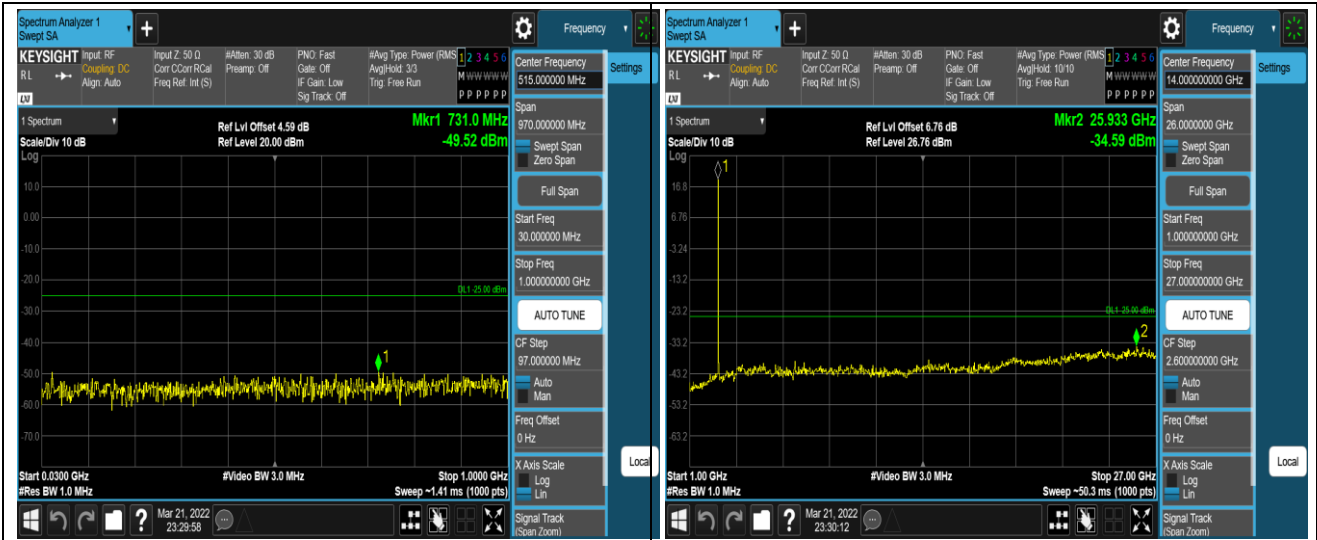 Spectrum Analyzer 1
Swept SA
+
Frequency
KEYSIGHT
RL
LXI
Input: RF
Coupling: DC
Align: Auto
Input Z: 50 Ω
Corr CCorr RCal
Freq Ref: Int (S)
#Atten: 30 dB
Preamp: Off
PNO: Fast
Gate: Off
IF Gain: Low
Sig Track: Off
#Avg Type: Power (RMS
Avg|Hold: 3/3
Trig: Free Run
1 2 3 4 5 6
M W W W W W
P P P P P P
1 Spectrum
Scale/Div 10 dB
Log
Ref Lvl Offset 4.59 dB
Ref Level 20.00 dBm
Mkr1 731.0 MHz
-49.52 dBm
10.0
0.00
-10.0
-20.0
-30.0
-40.0
-50.0
-60.0
-70.0
DL1 -25.00 dBm
1
Start 0.0300 GHz
#Res BW 1.0 MHz
#Video BW 3.0 MHz
Stop 1.0000 GHz
Sweep ~1.41 ms (1000 pts)
Center Frequency
515.000000 MHz
Span
970.000000 MHz
Swept Span
Zero Span
Full Span
Start Freq
30.000000 MHz
Stop Freq
1.000000000 GHz
AUTO TUNE
CF Step
97.000000 MHz
Auto
Man
Freq Offset
0 Hz
X Axis Scale
Log
Lin
Signal Track
(Span Zoom)
Settings
Local
?
Mar 21, 2022
23:29:58
Spectrum Analyzer 1
Swept SA
+
Frequency
KEYSIGHT
RL
LXI
Input: RF
Coupling: DC
Align: Auto
Input Z: 50 Ω
Corr CCorr RCal
Freq Ref: Int (S)
#Atten: 30 dB
Preamp: Off
PNO: Fast
Gate: Off
IF Gain: Low
Sig Track: Off
#Avg Type: Power (RMS
Avg|Hold: 10/10
Trig: Free Run
1 2 3 4 5 6
M W W W W W
P P P P P P
1 Spectrum
Scale/Div 10 dB
Log
Ref Lvl Offset 6.76 dB
Ref Level 26.76 dBm
Mkr2 25.933 GHz
-34.59 dBm
16.8
6.76
-3.24
-13.2
-23.2
-33.2
-43.2
-53.2
-63.2
1
DL1 -25.00 dBm
2
Start 1.00 GHz
#Res BW 1.0 MHz
#Video BW 3.0 MHz
Stop 27.00 GHz
Sweep ~50.3 ms (1000 pts)
Center Frequency
14.000000000 GHz
Span
26.0000000 GHz
Swept Span
Zero Span
Full Span
Start Freq
1.000000000 GHz
Stop Freq
27.000000000 GHz
AUTO TUNE
CF Step
2.600000000 GHz
Auto
Man
Freq Offset
0 Hz
X Axis Scale
Log
Lin
Signal Track
(Span Zoom)
Settings
Local
?
Mar 21, 2022
23:30:12